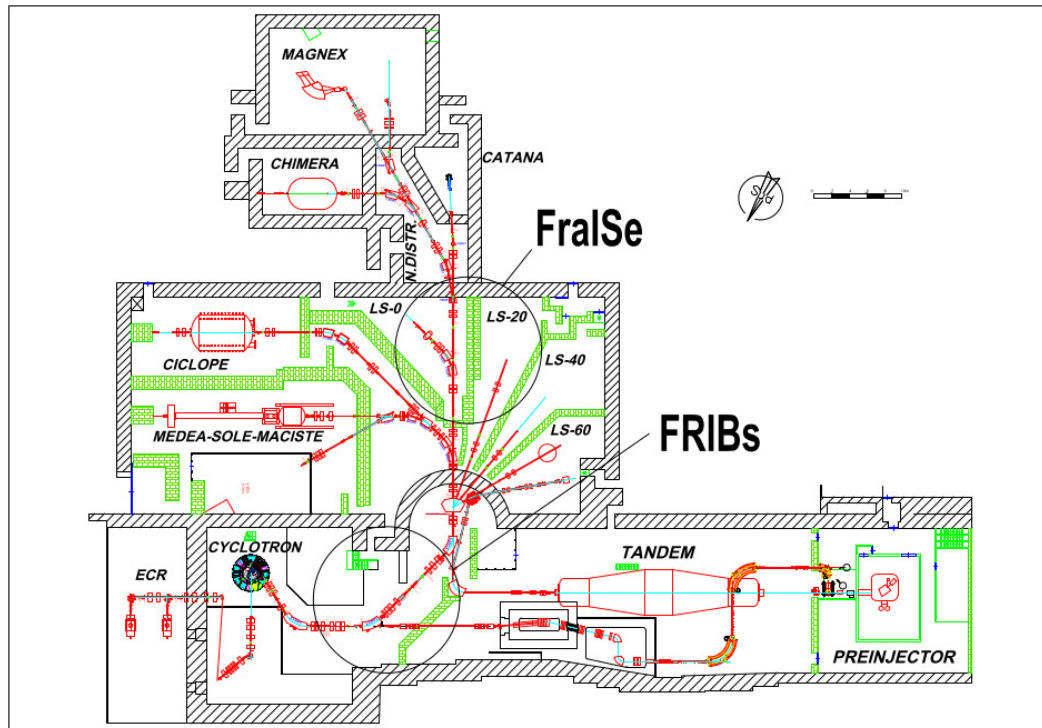 MAGNEX
CHIMERA
CATANA
N.DISTR.
FraISe
LS-0
LS-20
LS-40
LS-60
CICLOPE
MEDEA-SOLE-MACISTE
FRIBs
CYCLOTRON
ECR
TANDEM
PREINJECTOR